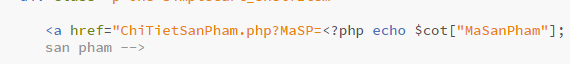 <a href="ChiTietSanPham.php?MaSP=<?php echo $cot["MaSanPham"];
san pham -->